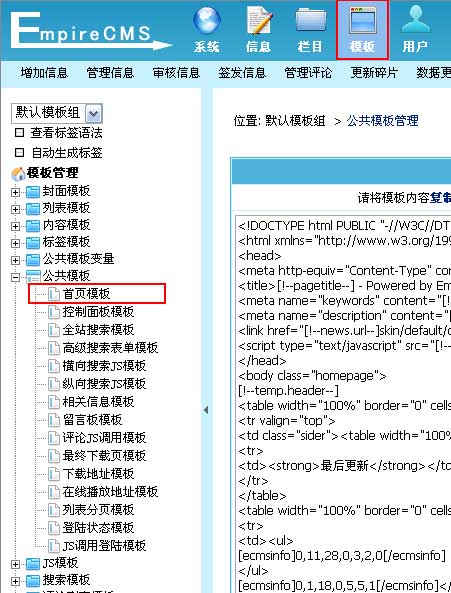 EmpireCMS
系统 信息 栏目 模板 用户
增加信息 管理信息 审核信息 签发信息 管理评论 更新碎片 数据更
默认模板组
查看标签语法
自动生成标签
模板管理
封面模板
列表模板
内容模板
标签模板
公共模板变量
公共模板
首页模板
控制面板模板
全站搜索模板
高级搜索表单模板
横向搜索JS模板
纵向搜索JS模板
相关信息模板
留言板模板
评论JS调用模板
最终下载页模板
下载地址模板
在线播放地址模板
列表分页模板
登陆状态模板
JS调用登陆模板
JS模板
搜索模板
位置: 默认模板组 > 公共模板管理
请将模板内容复制
<!DOCTYPE html PUBLIC "-//W3C//DT
<html xmlns="http://www.w3.org/199
<head>
<meta http-equiv="Content-Type" con
<title>[!--pagetitle--] - Powered by Em
<meta name="keywords" content="[!
<meta name="description" content="[
<link href="[!--news.url--]skin/default/c
<script type="text/javascript" src="[!--
</head>
<body class="homepage">
[!--temp.header--]
<table width="100%" border="0" cells
<tr valign="top">
<td class="sider"><table width="100%
<tr>
<td><strong>最后更新</strong></td
</tr>
</table>
<table width="100%" border="0" cells
<tr>
<td><ul>
[ecmsinfo]0,11,28,0,3,2,0[/ecmsinfo]
</ul>
[ecmsinfo]0,1,18,0,5,5,1[/ecmsinfo]</